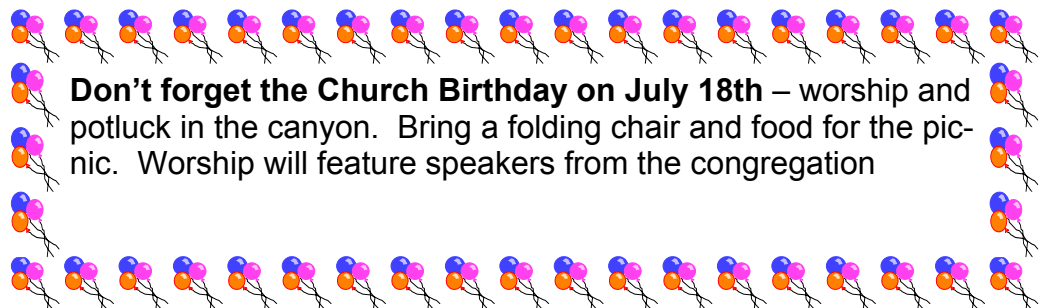 Don’t forget the Church Birthday on July 18th – worship and
potluck in the canyon.  Bring a folding chair and food for the pic-
nic.  Worship will feature speakers from the congregation